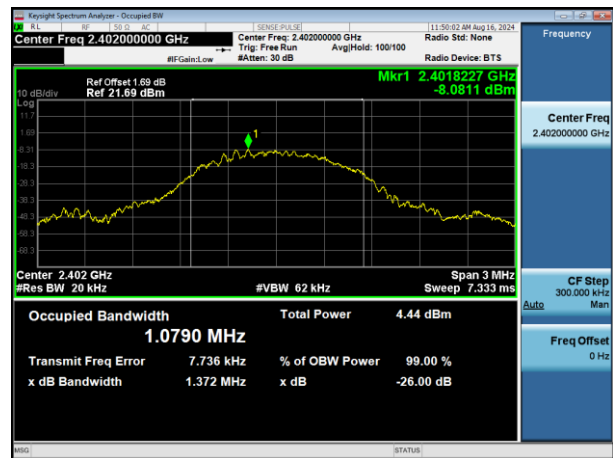 Keysight Spectrum Analyzer - Occupied BW
RL RF 50 Ω AC SENSE:PULSE 11:50:02 AM Aug 16, 2024
Center Freq 2.402000000 GHz Center Freq: 2.402000000 GHz Radio Std: None
Trig: Free Run Avg|Hold: 100/100
#IFGain:Low #Atten: 30 dB Radio Device: BTS
Frequency
Ref Offset 1.69 dB Mkr1 2.4018227 GHz
10 dB/div Ref 21.69 dBm -8.0811 dBm
Log
11.7
1.69
-8.31
-18.3
-28.3
-38.3
-48.3
-58.3
-68.3
1
Center 2.402 GHz Span 3 MHz
#Res BW 20 kHz #VBW 62 kHz Sweep 7.333 ms
Occupied Bandwidth Total Power 4.44 dBm
1.0790 MHz
Transmit Freq Error 7.736 kHz % of OBW Power 99.00 %
x dB Bandwidth 1.372 MHz x dB -26.00 dB
Center Freq
2.402000000 GHz
CF Step
300.000 kHz
Auto Man
Freq Offset
0 Hz
MSG STATUS